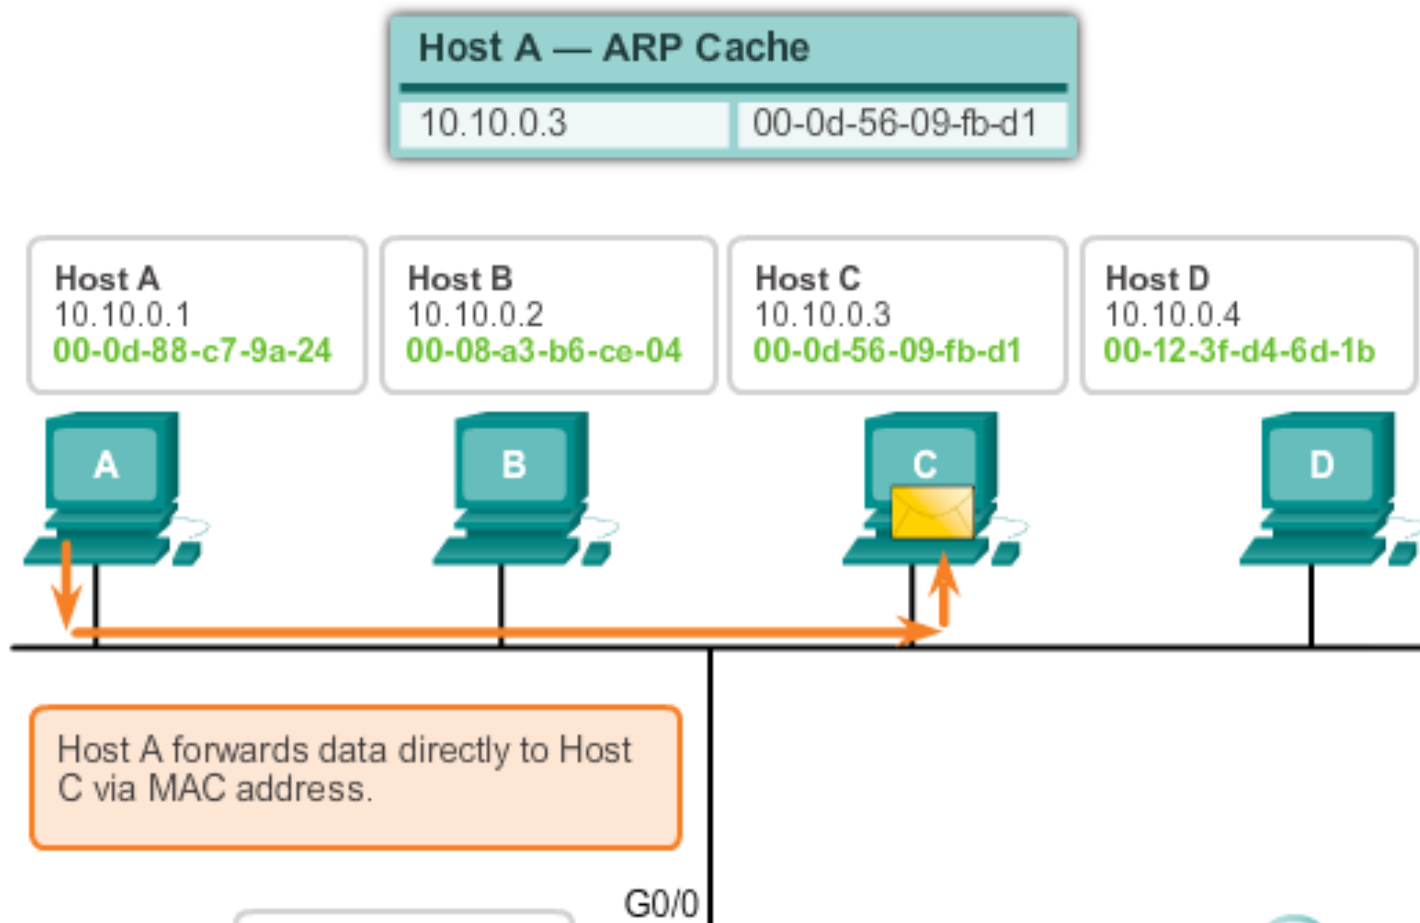 Host A — ARP Cache
10.10.0.3 00-0d-56-09-fb-d1
Host A
10.10.0.1
00-0d-88-c7-9a-24
Host B
10.10.0.2
00-08-a3-b6-ce-04
Host C
10.10.0.3
00-0d-56-09-fb-d1
Host D
10.10.0.4
00-12-3f-d4-6d-1b
A
B
C
D
Host A forwards data directly to Host
C via MAC address.
G0/0